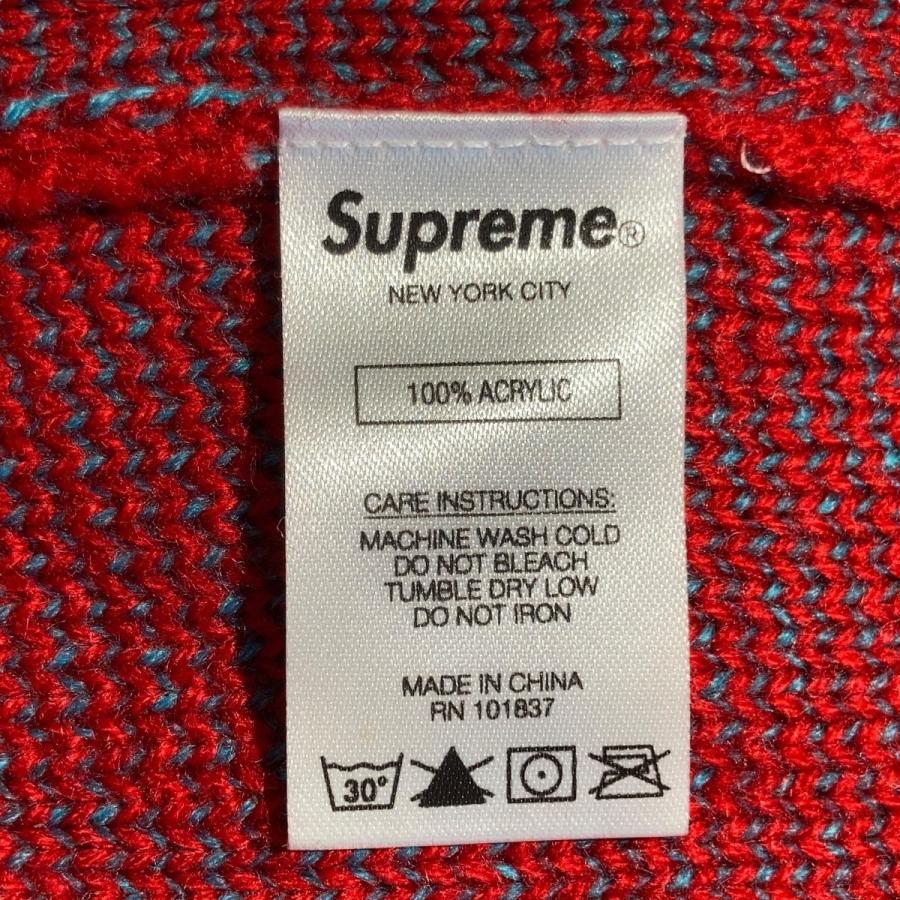 Supreme®
NEW YORK CITY
100% ACRYLIC
CARE INSTRUCTIONS:
MACHINE WASH COLD
DO NOT BLEACH
TUMBLE DRY LOW
DO NOT IRON
MADE IN CHINA
RN 101837
30°